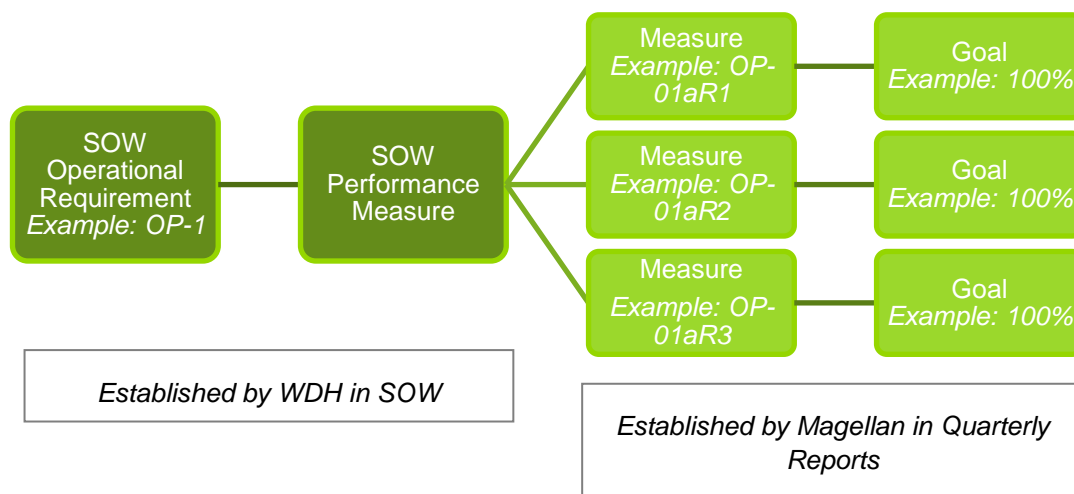 SOW
Operational
Requirement
Example: OP-1
SOW
Performance
Measure
Measure
Example: OP-
01aR1
Goal
Example: 100%
Measure
Example: OP-
01aR2
Goal
Example: 100%
Measure
Example: OP-
01aR3
Goal
Example: 100%
Established by WDH in SOW
Established by Magellan in Quarterly
Reports